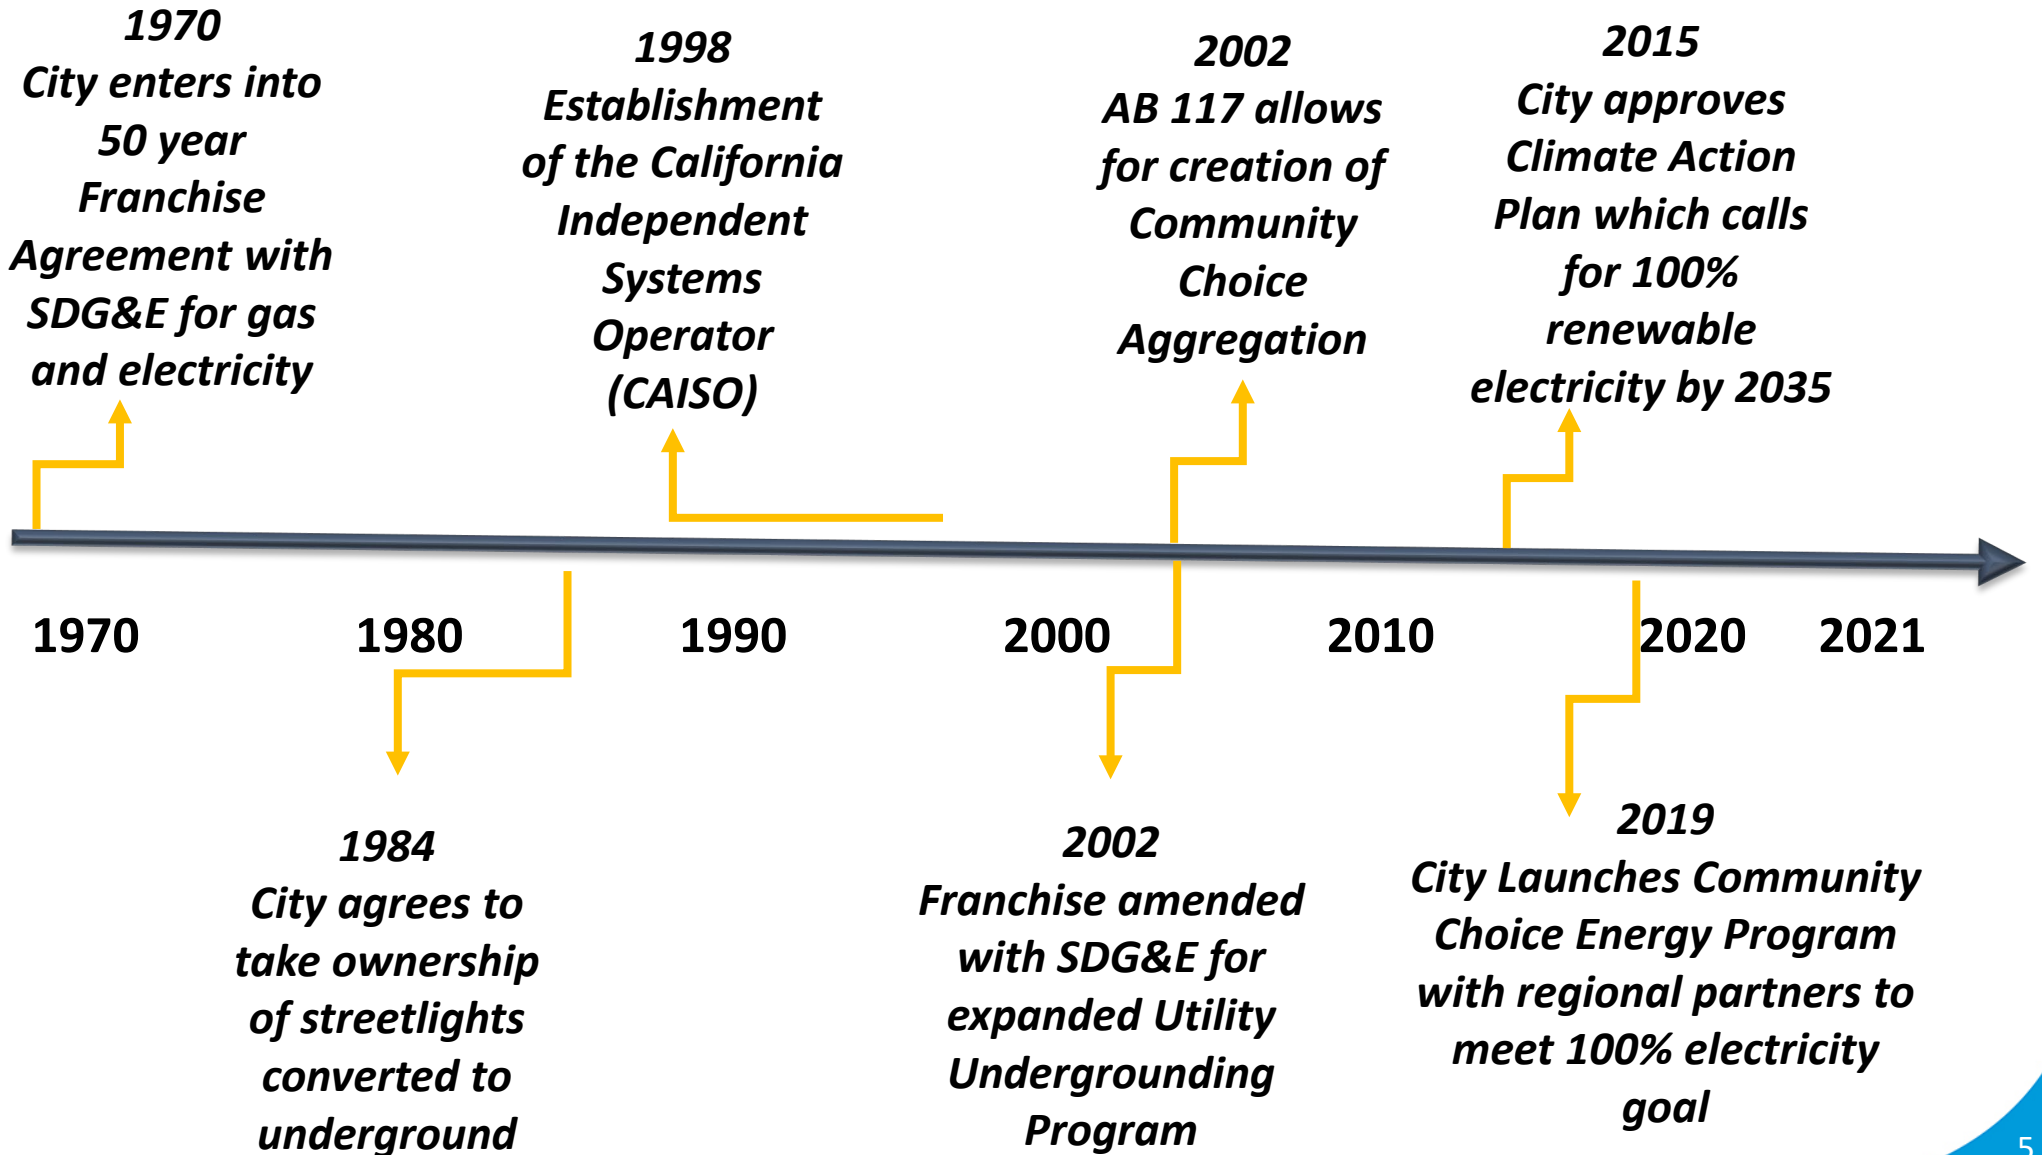 1970
City enters into
50 year
Franchise
Agreement with
SDG&E for gas
and electricity
1998
Establishment
of the California
Independent
Systems
Operator
(CAISO)
2002
AB 117 allows
for creation of
Community
Choice
Aggregation
2015
City approves
Climate Action
Plan which calls
for 100%
renewable
electricity by 2035
1970 1980 1990 2000 2010 2020 2021
1984
City agrees to
take ownership
of streetlights
converted to
underground
2002
Franchise amended
with SDG&E for
expanded Utility
Undergrounding
Program
2019
City Launches Community
Choice Energy Program
with regional partners to
meet 100% electricity
goal
5